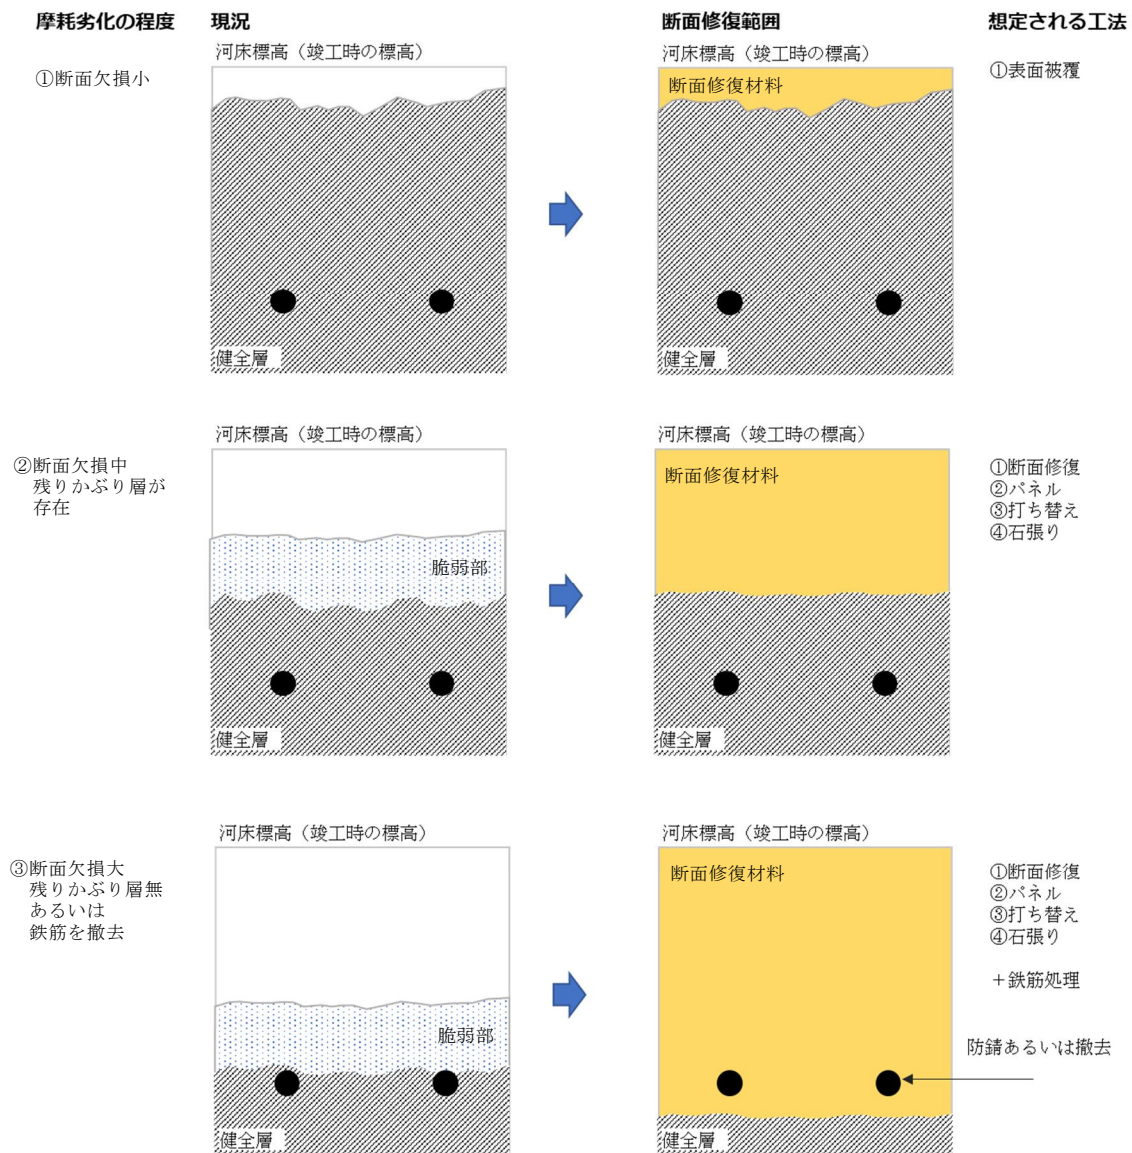 摩耗劣化の程度
現況
断面修復範囲
想定される工法
①断面欠損小
河床標高（竣工時の標高）
健全層
河床標高（竣工時の標高）
断面修復材料
健全層
①表面被覆
②断面欠損中
残りかぶり層が
存在
河床標高（竣工時の標高）
脆弱部
健全層
河床標高（竣工時の標高）
断面修復材料
健全層
①断面修復
②パネル
③打ち替え
④石張り
③断面欠損大
残りかぶり層無
あるいは
鉄筋を撤去
河床標高（竣工時の標高）
脆弱部
健全層
河床標高（竣工時の標高）
断面修復材料
健全層
①断面修復
②パネル
③打ち替え
④石張り
＋鉄筋処理
防錆あるいは撤去